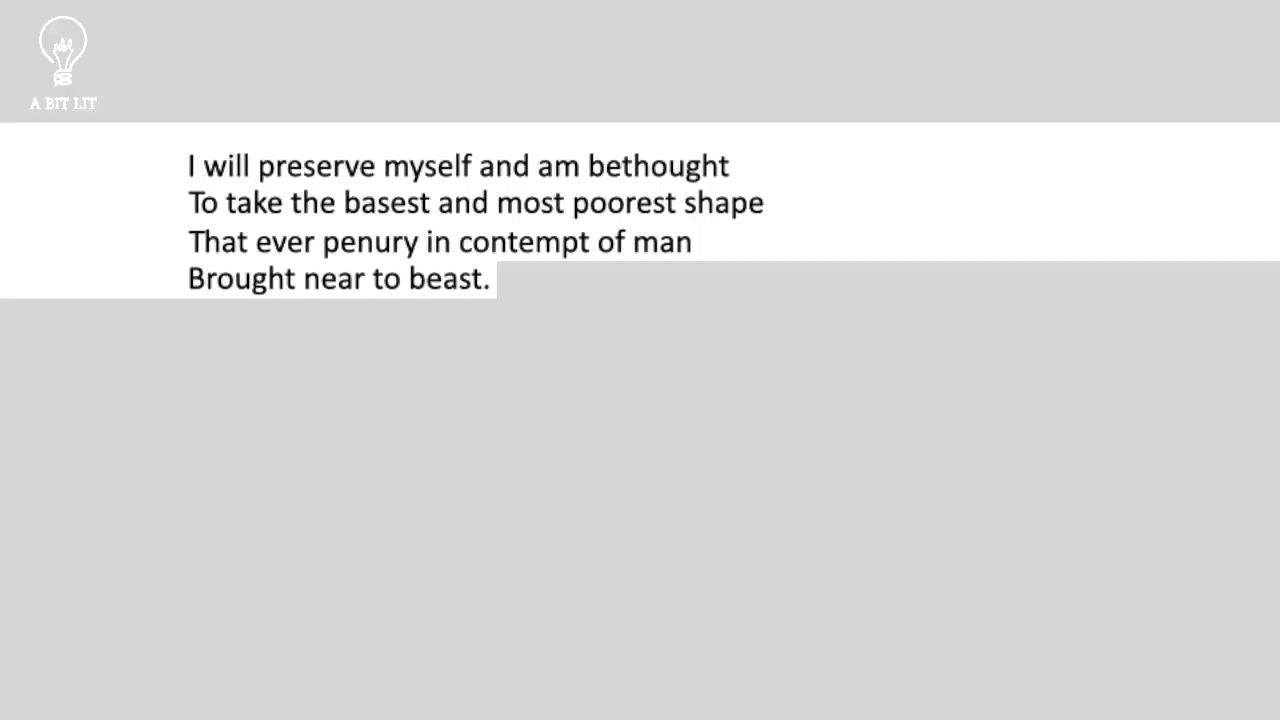 A BIT LIT
I will preserve myself and am bethought
To take the basest and most poorest shape
That ever penury in contempt of man
Brought near to beast.